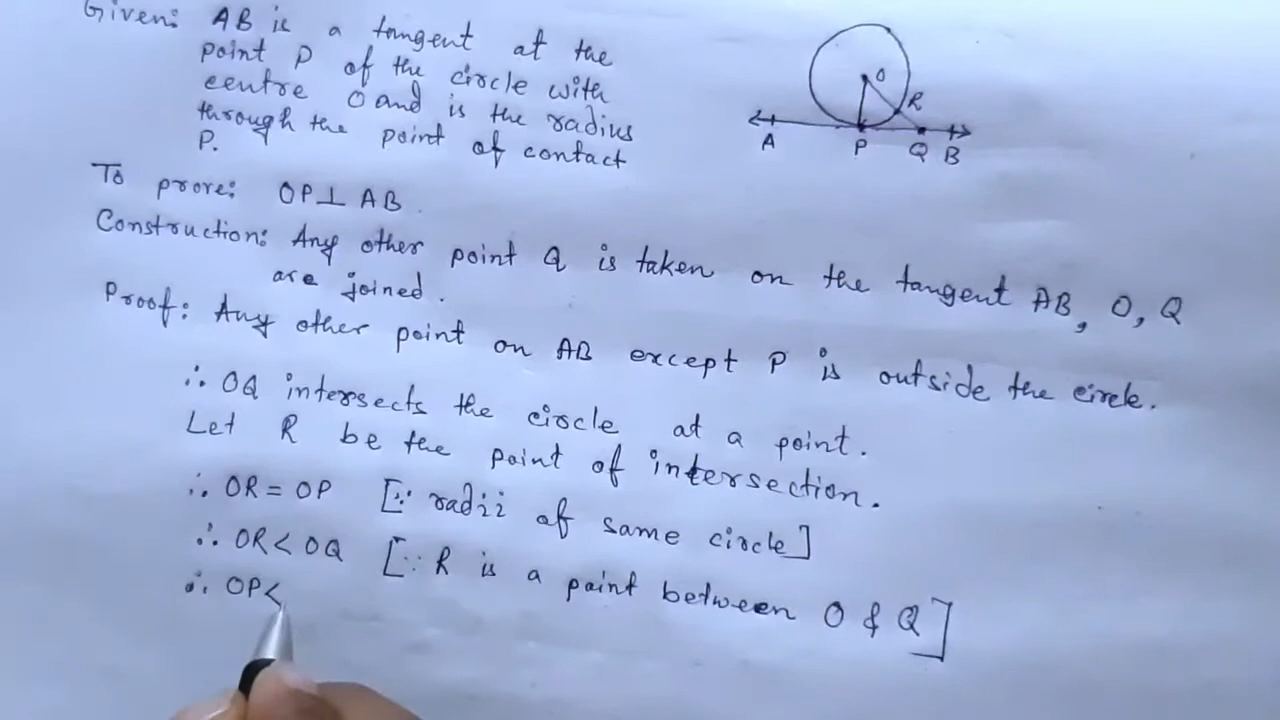 Given: AB is a tangent at the
point P of the circle with
centre O and is the radius
through the point of contact
P.
O
R
A
P
Q
B
To prove: OP⊥AB.
Construction: Any other point Q is taken on the tangent AB, O, Q
are joined.
Proof: Any other point on AB except P is outside the circle.
∴ OQ intersects the circle at a point.
Let R be the point of intersection.
∴ OR = OP [∵ radii of same circle]
∴ OR < OQ [∵ R is a point between O & Q]
∴ OP <